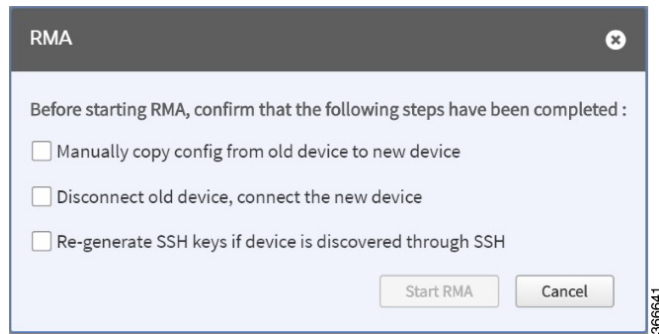 RMA
Before starting RMA, confirm that the following steps have been completed :
Manually copy config from old device to new device
Disconnect old device, connect the new device
Re-generate SSH keys if device is discovered through SSH
Start RMA
Cancel
366641